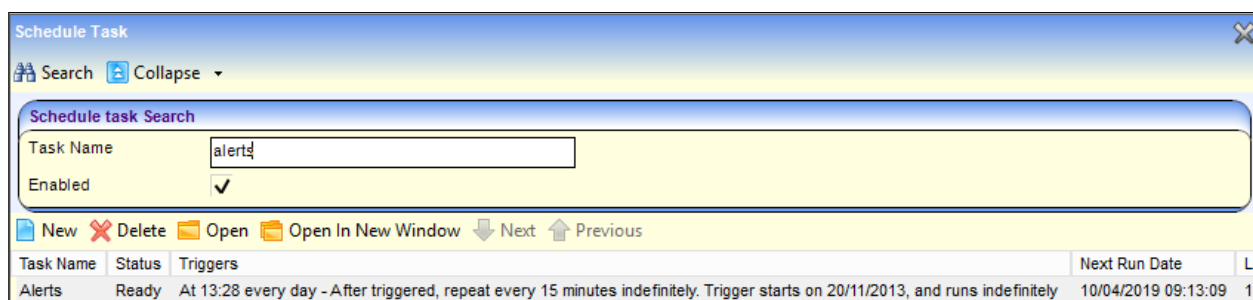 Schedule Task
Search Collapse
Schedule task Search
Task Name alerts
Enabled
New Delete Open Open In New Window Next Previous
Task Name Status Triggers Next Run Date L
Alerts Ready At 13:28 every day - After triggered, repeat every 15 minutes indefinitely. Trigger starts on 20/11/2013, and runs indefinitely 10/04/2019 09:13:09 1